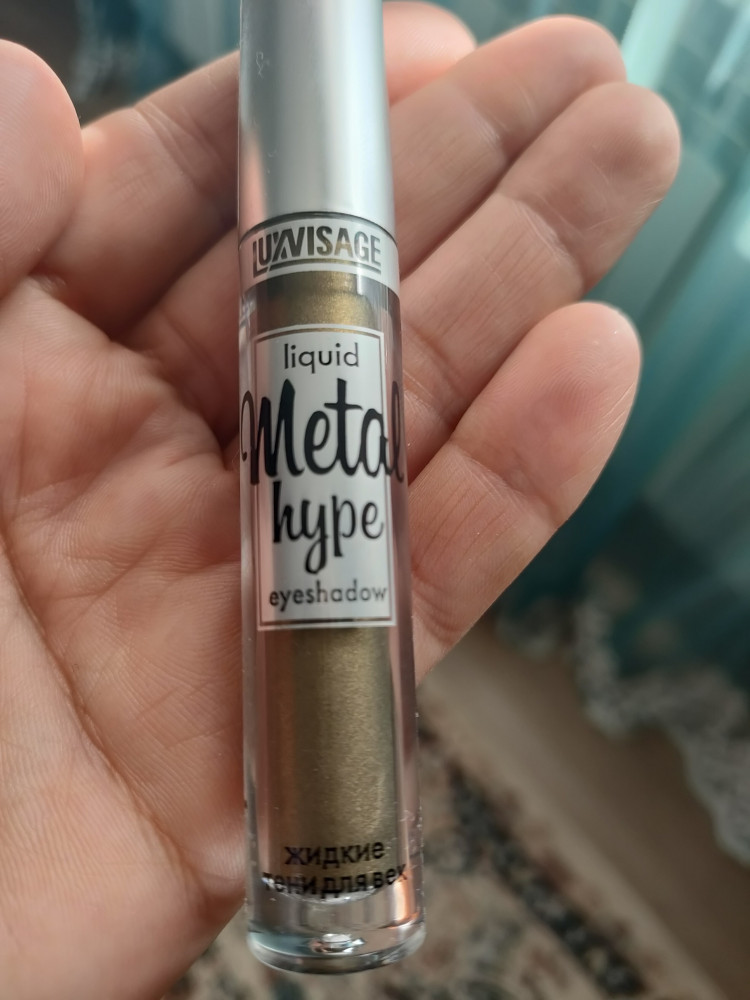 LUXVISAGE
liquid
Metal
hype
eyeshadow
жидкие
тени для век